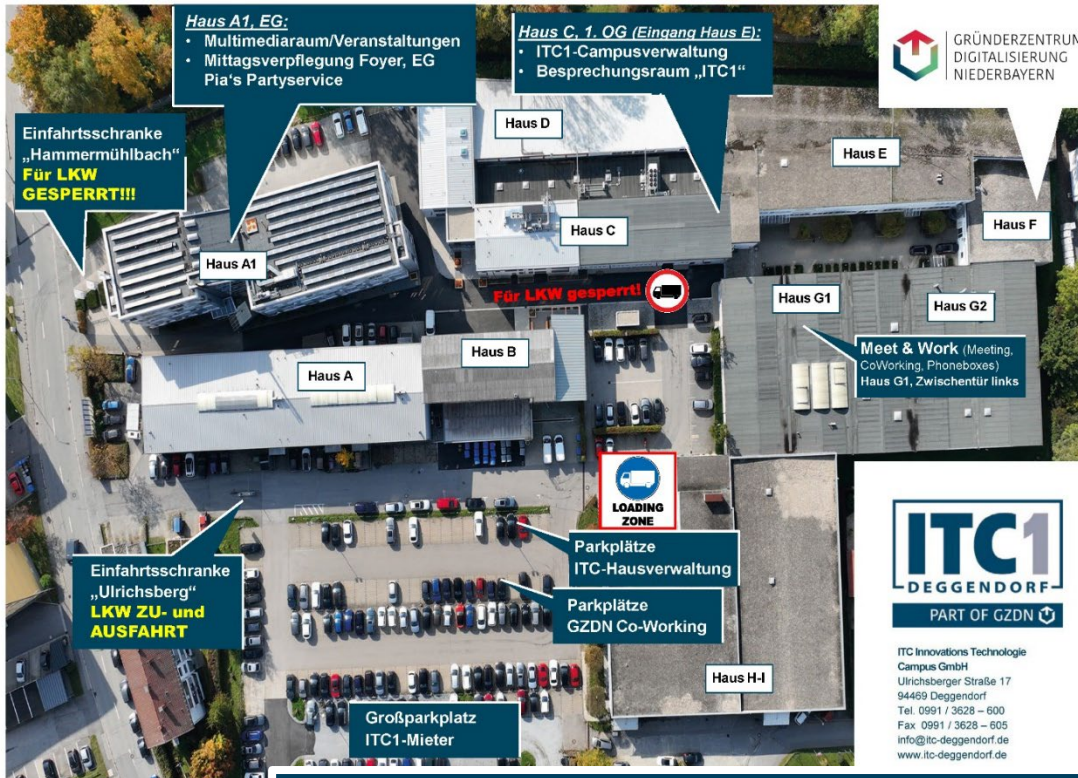 Haus A1, EG:
• Multimediaraum/Veranstaltungen
• Mittagsverpflegung Foyer, EG
Pia's Partyservice
Haus C, 1. OG (Eingang Haus E):
• ITC1-Campusverwaltung
• Besprechungsraum „ITC1"
GRÜNDERZENTRUM
DIGITALISIERUNG
NIEDERBAYERN
Einfahrtsschranke
„Hammermühlbach"
Für LKW
GESPERRT!!!
Haus D
Haus E
Haus F
Haus C
Haus A1
Für LKW gesperrt!
Haus G1
Haus G2
Haus B
Haus A
Meet & Work (Meeting,
CoWorking, Phoneboxes)
Haus G1, Zwischentür links
LOADING
ZONE
Einfahrtsschranke
„Ulrichsberg"
LKW ZU- und
AUSFAHRT
Parkplätze
ITC-Hausverwaltung
Parkplätze
GZDN Co-Working
Haus H-I
Großparkplatz
ITC1-Mieter
ITC1
DEGGENDORF
PART OF GZDN
ITC Innovations Technologie
Campus GmbH
Ulrichsberger Straße 17
94469 Deggendorf
Tel. 0991 / 3628 – 600
Fax 0991 / 3628 – 605
info@itc-deggendorf.de
www.itc-deggendorf.de